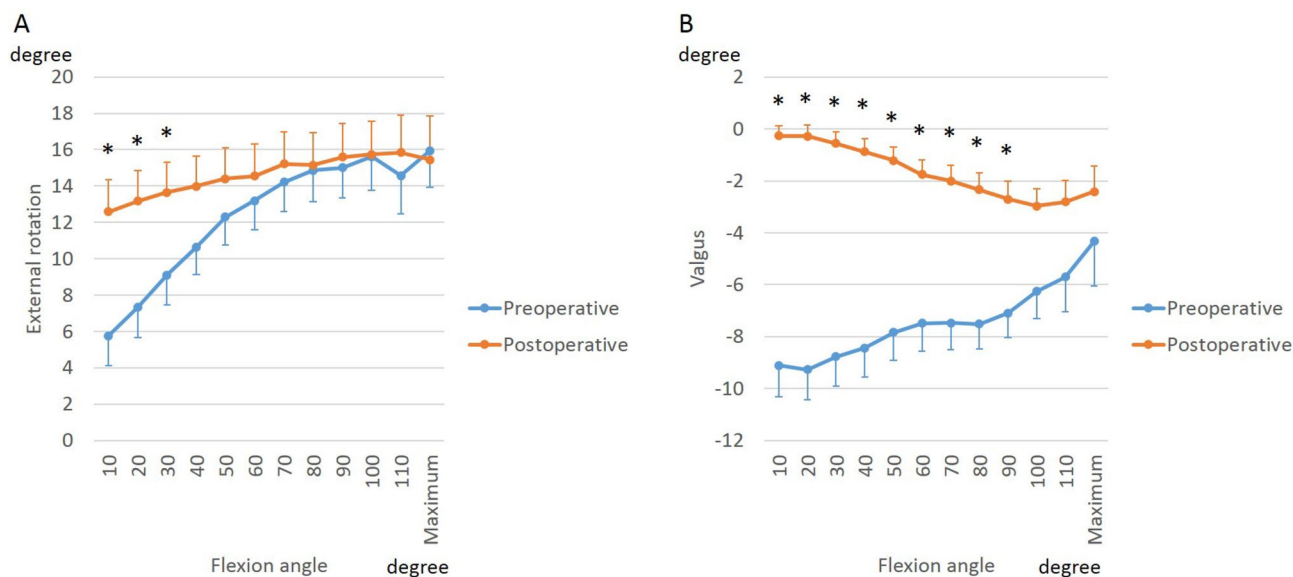 A
degree
20
18
16
14
12
10
8
6
4
2
0
External rotation
* * *
10 20 30 40 50 60 70 80 90 100 110 Maximum
Flexion angle degree
Preoperative
Postoperative
B
degree
2
0
-2
-4
-6
-8
-10
-12
Valgus
* * * * * * * * *
10 20 30 40 50 60 70 80 90 100 110 Maximum
Flexion angle degree
Preoperative
Postoperative